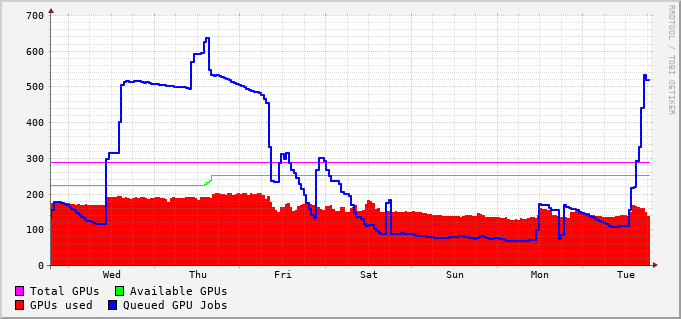 700
600
500
400
300
200
100
0
Wed Thu Fri Sat Sun Mon Tue
Total GPUs Available GPUs
GPUs used Queued GPU Jobs
RRDTOOL / TOBI OETIKER